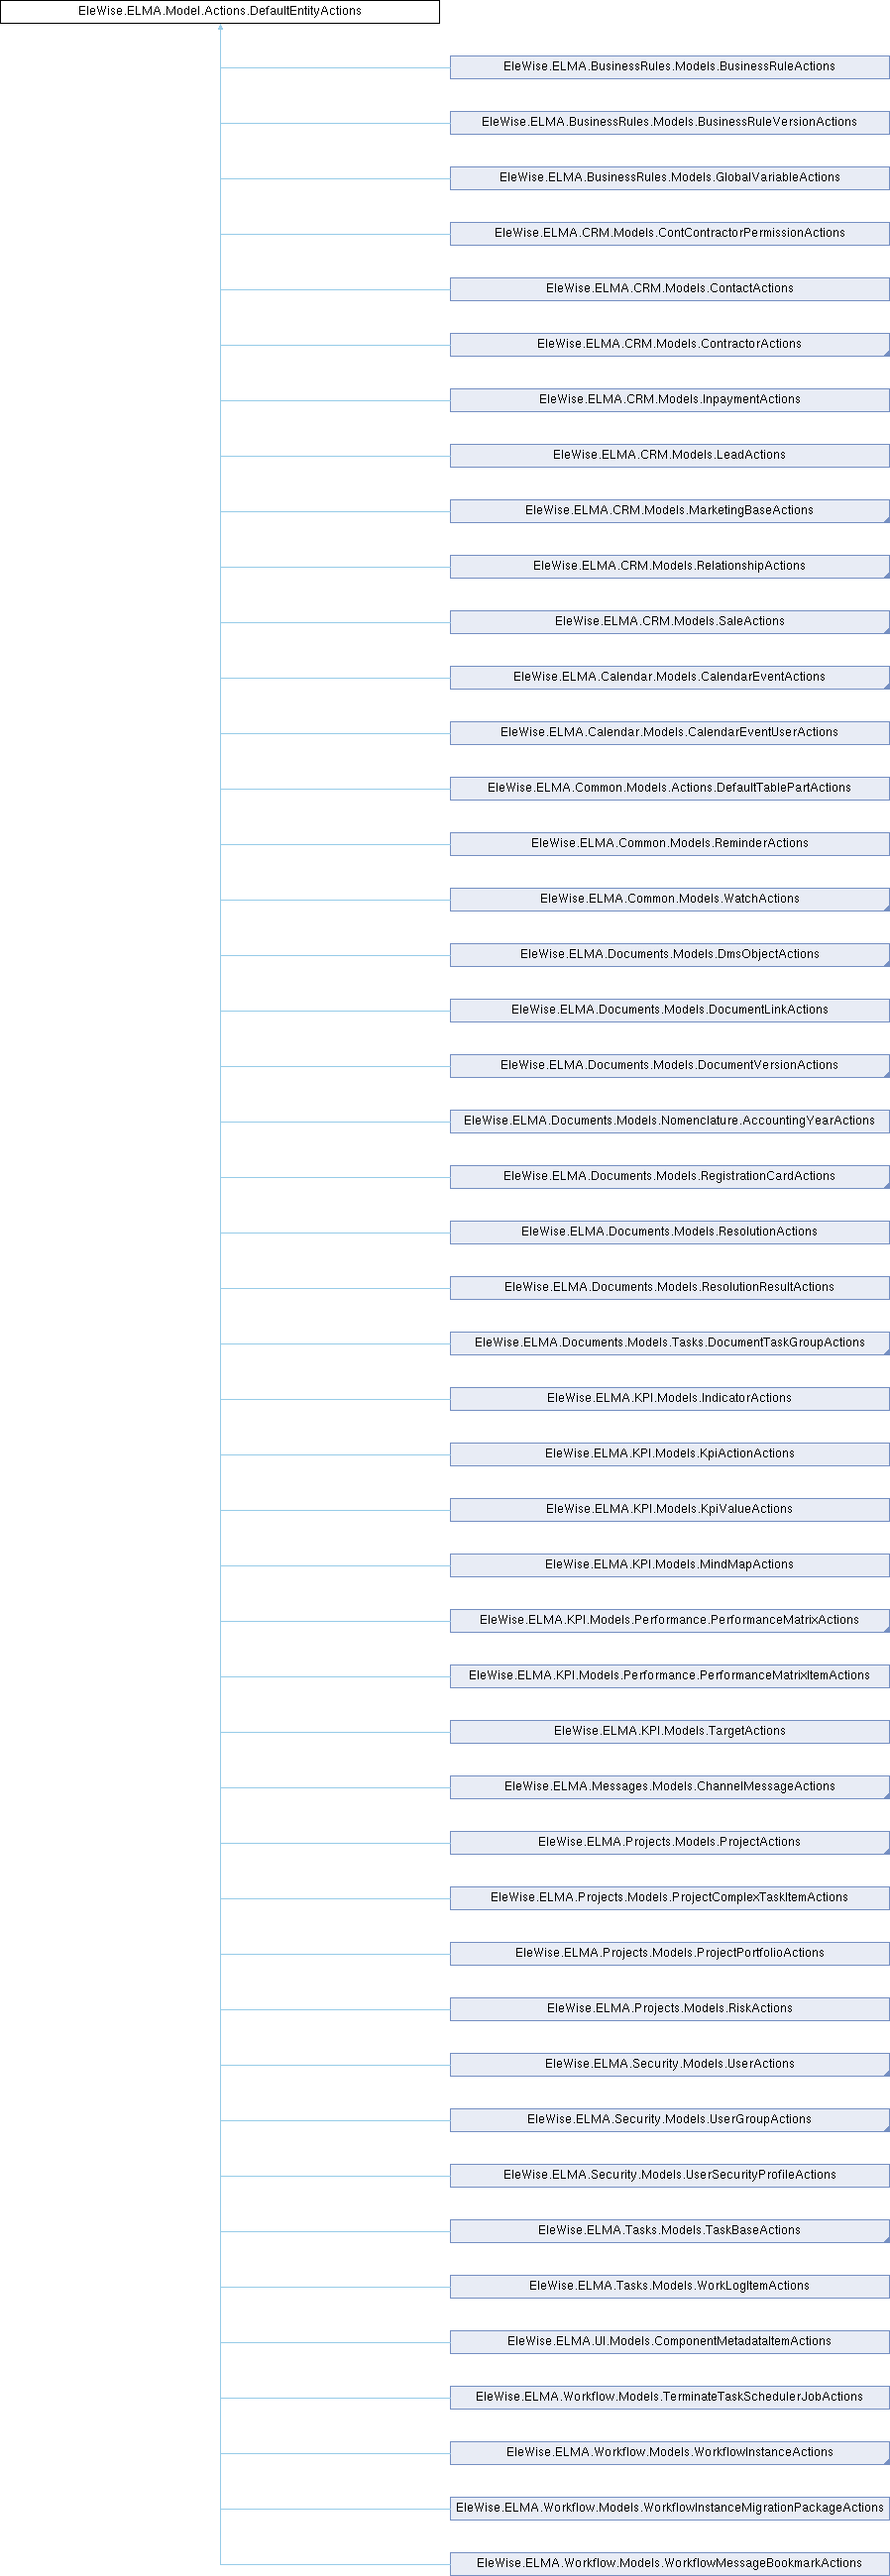 EleWise.ELMA.Model.Actions.DefaultEntityActions
EleWise.ELMA.BusinessRules.Models.BusinessRuleActions
EleWise.ELMA.BusinessRules.Models.BusinessRuleVersionActions
EleWise.ELMA.BusinessRules.Models.GlobalVariableActions
EleWise.ELMA.CRM.Models.ContContractorPermissionActions
EleWise.ELMA.CRM.Models.ContactActions
EleWise.ELMA.CRM.Models.ContractorActions
EleWise.ELMA.CRM.Models.InpaymentActions
EleWise.ELMA.CRM.Models.LeadActions
EleWise.ELMA.CRM.Models.MarketingBaseActions
EleWise.ELMA.CRM.Models.RelationshipActions
EleWise.ELMA.CRM.Models.SaleActions
EleWise.ELMA.Calendar.Models.CalendarEventActions
EleWise.ELMA.Calendar.Models.CalendarEventUserActions
EleWise.ELMA.Common.Models.Actions.DefaultTablePartActions
EleWise.ELMA.Common.Models.ReminderActions
EleWise.ELMA.Common.Models.WatchActions
EleWise.ELMA.Documents.Models.DmsObjectActions
EleWise.ELMA.Documents.Models.DocumentLinkActions
EleWise.ELMA.Documents.Models.DocumentVersionActions
EleWise.ELMA.Documents.Models.Nomenclature.AccountingYearActions
EleWise.ELMA.Documents.Models.RegistrationCardActions
EleWise.ELMA.Documents.Models.ResolutionActions
EleWise.ELMA.Documents.Models.ResolutionResultActions
EleWise.ELMA.Documents.Models.Tasks.DocumentTaskGroupActions
EleWise.ELMA.KPI.Models.IndicatorActions
EleWise.ELMA.KPI.Models.KpiActionActions
EleWise.ELMA.KPI.Models.KpiValueActions
EleWise.ELMA.KPI.Models.MindMapActions
EleWise.ELMA.KPI.Models.Performance.PerformanceMatrixActions
EleWise.ELMA.KPI.Models.Performance.PerformanceMatrixItemActions
EleWise.ELMA.KPI.Models.TargetActions
EleWise.ELMA.Messages.Models.ChannelMessageActions
EleWise.ELMA.Projects.Models.ProjectActions
EleWise.ELMA.Projects.Models.ProjectComplexTaskItemActions
EleWise.ELMA.Projects.Models.ProjectPortfolioActions
EleWise.ELMA.Projects.Models.RiskActions
EleWise.ELMA.Security.Models.UserActions
EleWise.ELMA.Security.Models.UserGroupActions
EleWise.ELMA.Security.Models.UserSecurityProfileActions
EleWise.ELMA.Tasks.Models.TaskBaseActions
EleWise.ELMA.Tasks.Models.WorkLogItemActions
EleWise.ELMA.UI.Models.ComponentMetadataItemActions
EleWise.ELMA.Workflow.Models.TerminateTaskSchedulerJobActions
EleWise.ELMA.Workflow.Models.WorkflowInstanceActions
EleWise.ELMA.Workflow.Models.WorkflowInstanceMigrationPackageActions
EleWise.ELMA.Workflow.Models.WorkflowMessageBookmarkActions